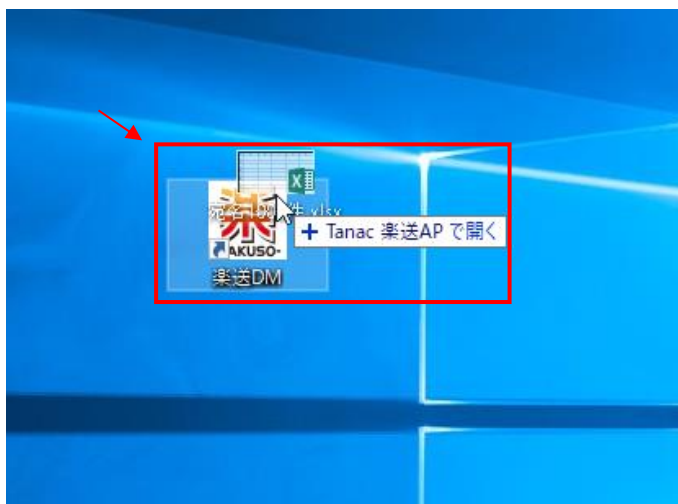 .xlsx
+ Tanac 楽送AP で開く
楽
AKUSO-
楽送DM